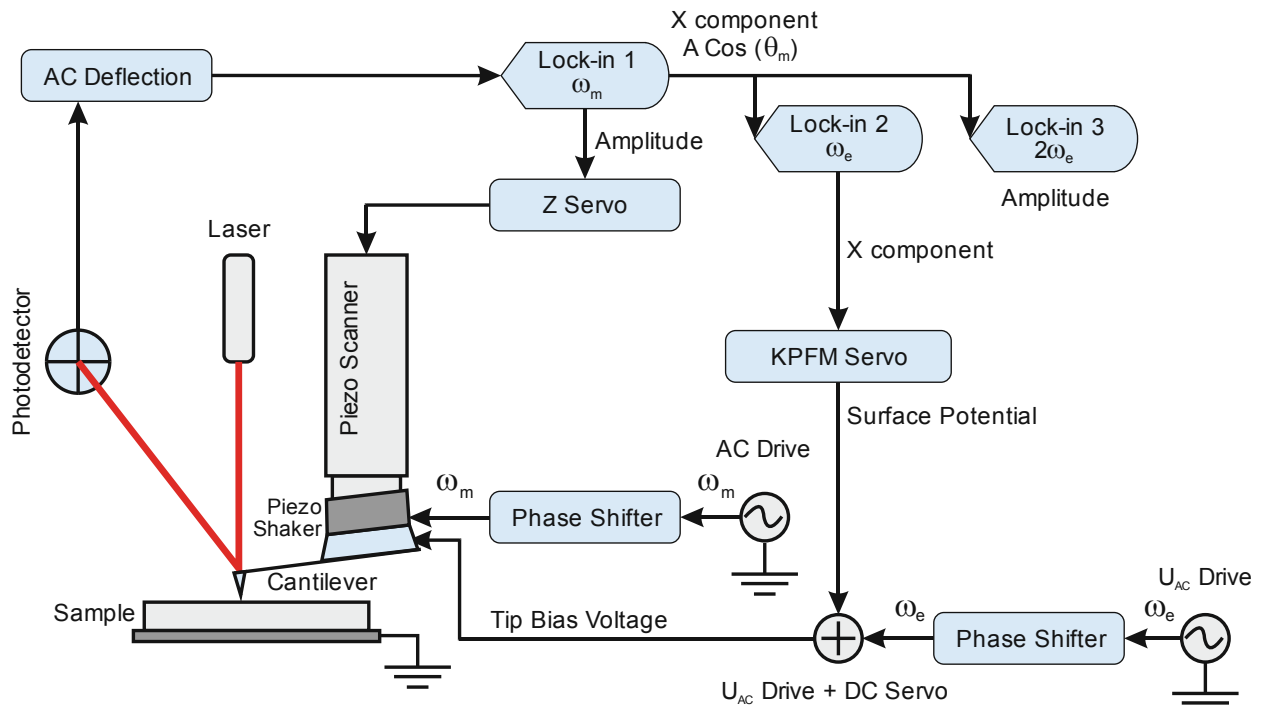 X component
A Cos (θm)
AC Deflection
Lock-in 1
ωm
Lock-in 2
ωe
Lock-in 3
2ωe
Amplitude
Amplitude
Z Servo
Laser
X component
Photodetector
Piezo Scanner
KPFM Servo
Surface Potential
AC Drive
ωm
ωm
Piezo
Shaker
Phase Shifter
Cantilever
UAC Drive
Sample
Tip Bias Voltage
ωe
ωe
Phase Shifter
UAC Drive + DC Servo